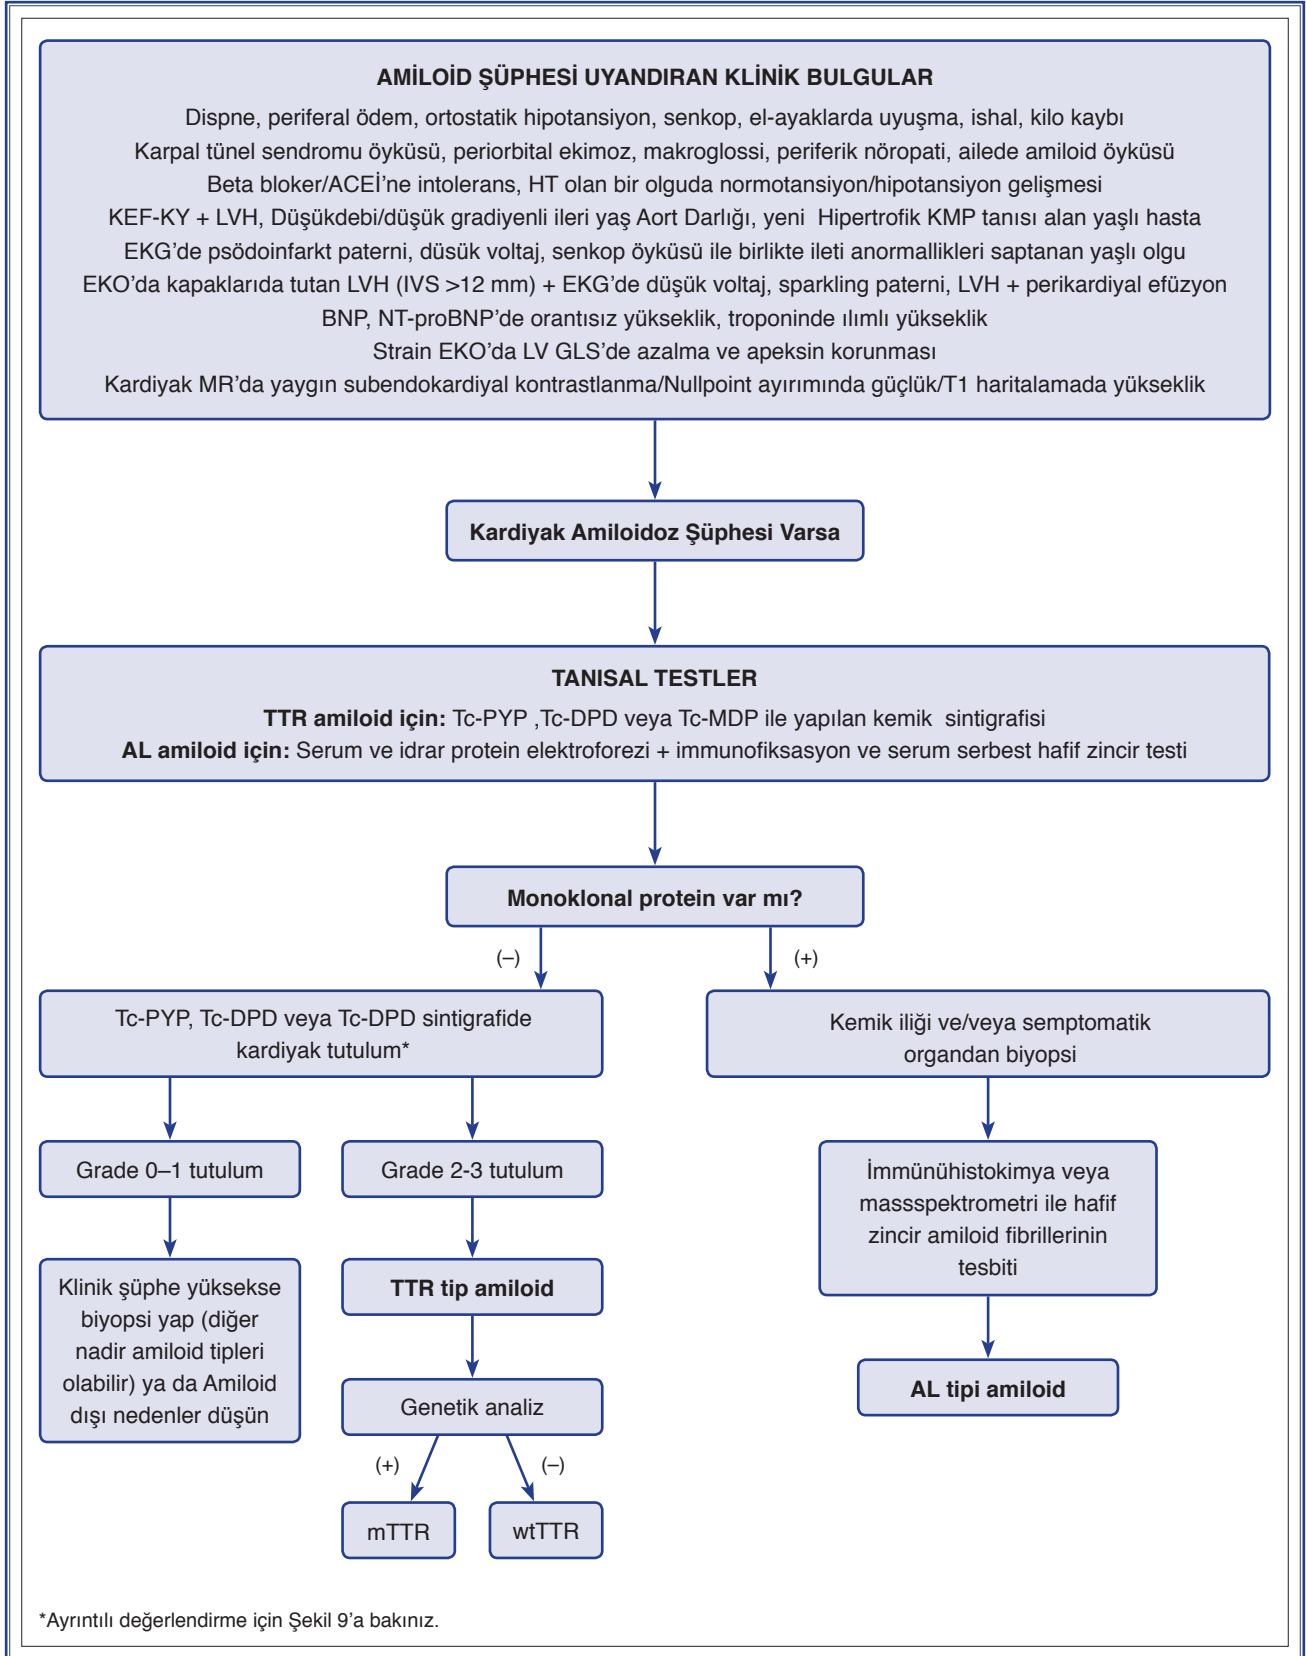 AMİLOİD ŞÜPHESİ UYANDIRAN KLİNİK BULGULAR
Dispne, periferal ödem, ortostatik hipotansiyon, senkop, el-ayaklarda uyuşma, ishal, kilo kaybı
Karpal tünel sendromu öyküsü, periorbital ekimoz, makroglossi, periferik nöropati, ailede amiloid öyküsü
Beta bloker/ACEİ’ne intolerans, HT olan bir olguda normotansiyon/hipotansiyon gelişmesi
KEF-KY + LVH, Düşükdebi/düşük gradiyenli ileri yaş Aort Darlığı, yeni Hipertrofik KMP tanısı alan yaşlı hasta
EKG’de psödoinfarkt paterni, düsük voltaj, senkop öyküsü ile birlikte ileti anormallikleri saptanan yaşlı olgu
EKO’da kapaklarıda tutan LVH (IVS >12 mm) + EKG’de düşük voltaj, sparkling paterni, LVH + perikardiyal efüzyon
BNP, NT-proBNP’de orantısız yükseklik, troponinde ılımlı yükseklik
Strain EKO’da LV GLS’de azalma ve apeksin korunması
Kardiyak MR’da yaygın subendokardiyal kontrastlanma/Nullpoint ayırımında güçlük/T1 haritalamada yükseklik
Kardiyak Amiloidoz Şüphesi Varsa
TANISAL TESTLER
TTR amiloid için: Tc-PYP ,Tc-DPD veya Tc-MDP ile yapılan kemik sintigrafisi
AL amiloid için: Serum ve idrar protein elektroforezi + immunofiksasyon ve serum serbest hafif zincir testi
Monoklonal protein var mı?
(–)
(+)
Tc-PYP, Tc-DPD veya Tc-DPD sintigrafide
kardiyak tutulum*
Kemik iliği ve/veya semptomatik
organdan biyopsi
Grade 0–1 tutulum
Grade 2-3 tutulum
İmmünühistokimya veya
massspektrometri ile hafif
zincir amiloid fibrillerinin
tesbiti
Klinik şüphe yüksekse
biyopsi yap (diğer
nadir amiloid tipleri
olabilir) ya da Amiloid
dışı nedenler düşün
TTR tip amiloid
AL tipi amiloid
Genetik analiz
(+)
(–)
mTTR
wtTTR
*Ayrıntılı değerlendirme için Şekil 9’a bakınız.